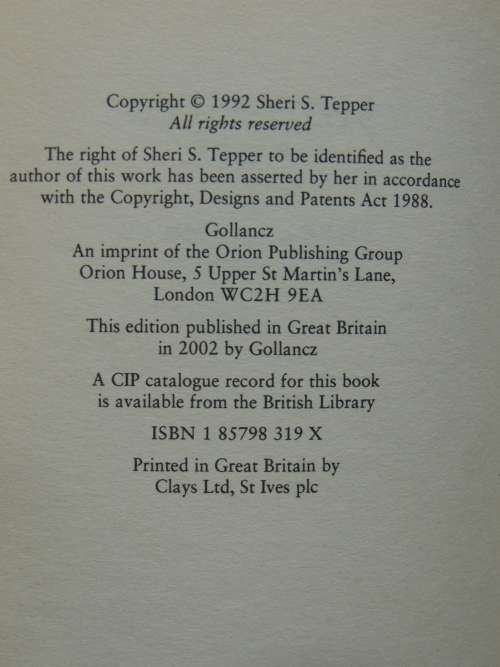 Copyright © 1992 Sheri S. Tepper
All rights reserved
The right of Sheri S. Tepper to be identified as the
author of this work has been asserted by her in accordance
with the Copyright, Designs and Patents Act 1988.
Gollancz
An imprint of the Orion Publishing Group
Orion House, 5 Upper St Martin's Lane,
London WC2H 9EA
This edition published in Great Britain
in 2002 by Gollancz
A CIP catalogue record for this book
is available from the British Library
ISBN 1 85798 319 X
Printed in Great Britain by
Clays Ltd, St Ives plc